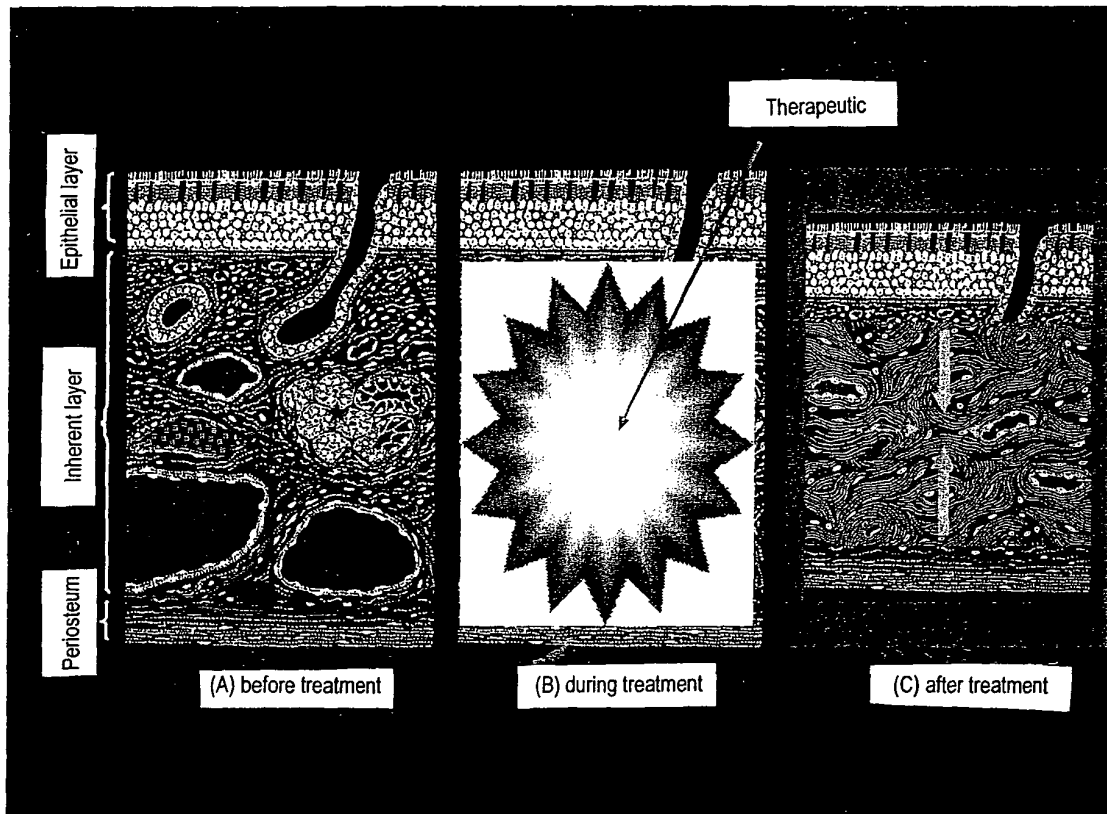 Therapeutic
Epithelial layer
Inherent layer
Periosteum
(A) before treatment
(B) during treatment
(C) after treatment